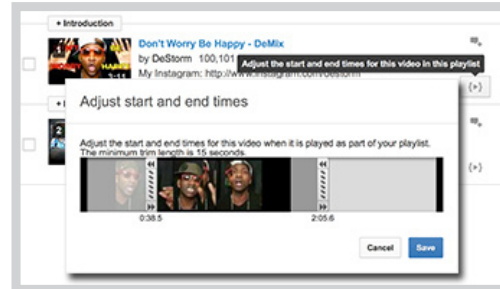 + Introduction
Don't Worry Be Happy - DeMix
by DeStorm 100,101
Adjust the start and end times for this video in this playlist
My Instagram: http://www.instagram.com/destorm
3:11
Adjust start and end times
2
Adjust the start and end times for this video when it is played as part of your playlist.
The minimum trim length is 15 seconds.
0:38.5
2:05.6
Cancel
Save